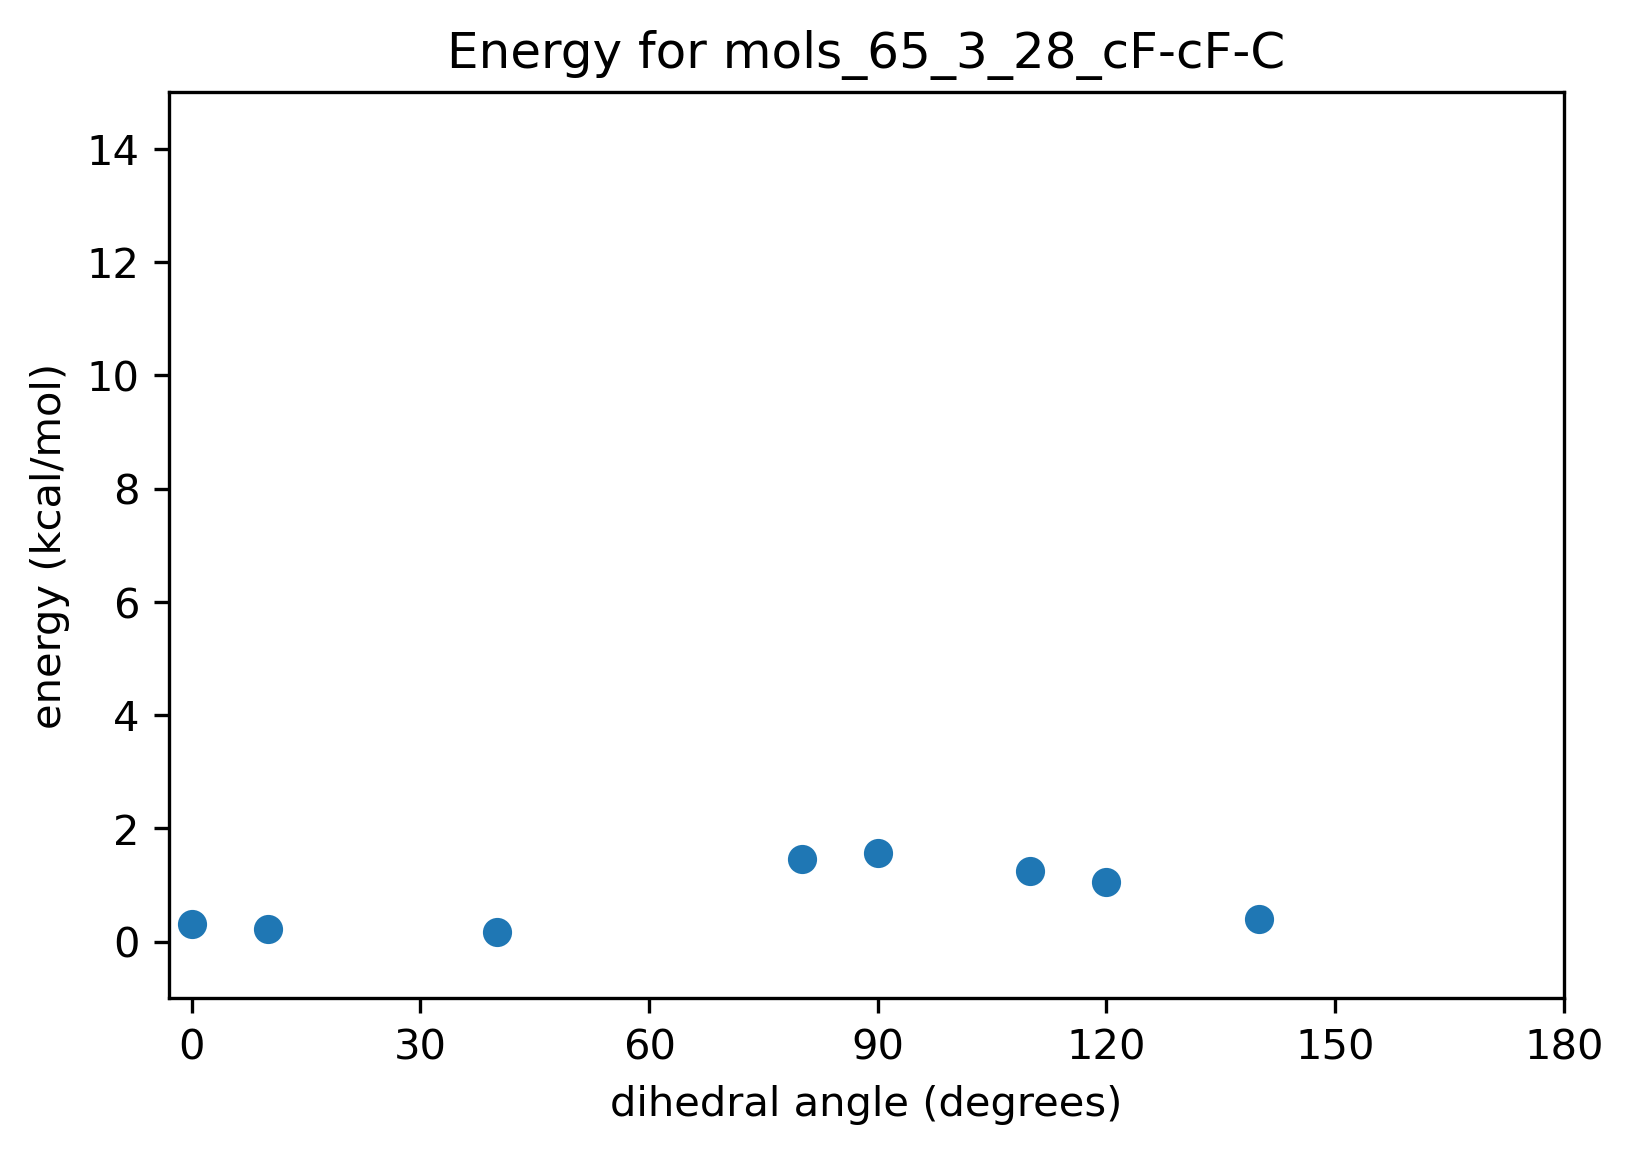 Energy for mols_65_3_28_cF-cF-C
14
12
10
8
6
4
2
0
energy (kcal/mol)
0 30 60 90 120 150 180
dihedral angle (degrees)